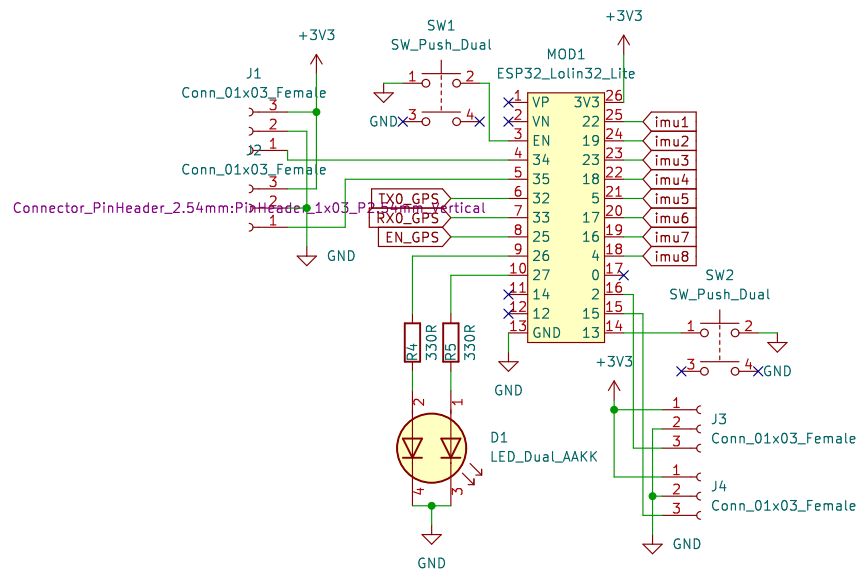 +3V3
SW1
SW_Push_Dual
1
2
3
4
GND
J1
Conn_01x03_Female
3
2
1
J2
Conn_01x03_Female
3
2
1
Connector_PinHeader_2.54mm:PinHeader_1x03_P2.54mm_Vertical
GND
TX0_GPS
RX0_GPS
EN_GPS
+3V3
MOD1
ESP32_Lolin32_Lite
1 VP 3V3 26
2 VN 22 25 imu1
3 EN 19 24 imu2
4 34 23 23 imu3
5 35 18 22 imu4
6 32 5 21 imu5
7 33 17 20 imu6
8 25 16 19 imu7
9 26 4 18 imu8
10 27 0 17
11 14 2 16
12 12 15 15
13 GND 13 14
GND
SW2
SW_Push_Dual
1
2
3
4
GND
R4
330R
R5
330R
2
1
D1
LED_Dual_AAKK
4
3
GND
+3V3
1
2
3
J3
Conn_01x03_Female
1
2
3
J4
Conn_01x03_Female
GND